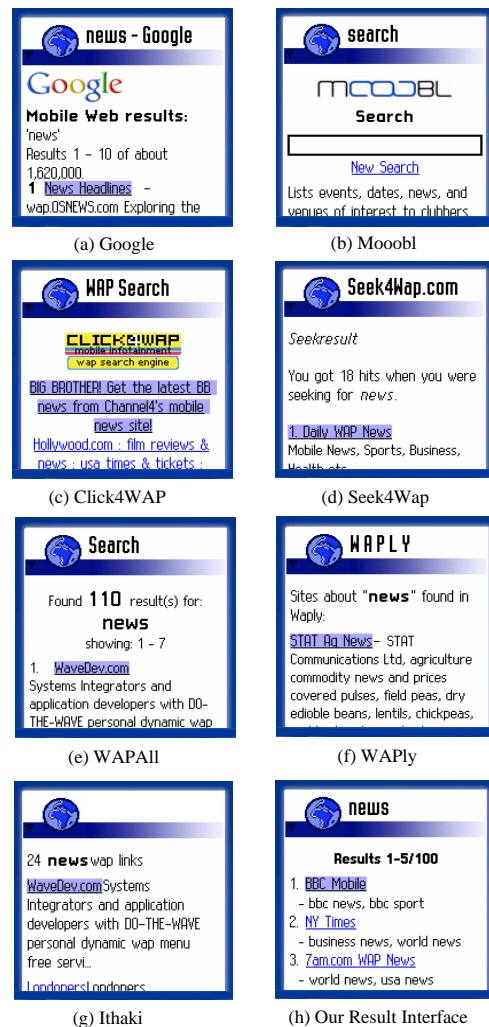 news - Google
Google
Mobile Web results:
'news'
Results 1 - 10 of about
1,620,000.
1 News Headlines -
wap.OSNEWS.com Exploring the
(a) Google
search
MOOOBL
Search
New Search
Lists events, dates, news, and
venues of interest to clubbers
(b) Mooobl
WAP Search
CLICK4WAP
mobile infotainment
wap search engine
BIG BROTHER! Get the latest BB
news from Channel4's mobile
news site!
Hollywood.com : film reviews &
news : usa times & tickets :
(c) Click4WAP
Seek4Wap.com
Seekresult
You got 18 hits when you were
seeking for news.
1. Daily WAP News
Mobile News, Sports, Business,
Health etc
(d) Seek4Wap
Search
Found 110 result(s) for:
news
showing: 1 - 7
1. WaveDev.com
Systems Integrators and
application developers with DO-
THE-WAVE personal dynamic wap
(e) WAPAll
WAPLY
Sites about "news" found in
Waply:
STAT Ag News- STAT
Communications Ltd, agriculture
commodity news and prices
covered pulses, field peas, dry
edioble beans, lentils, chickpeas,
(f) WAPly
24 news wap links
WaveDev.comSystems
Integrators and application
developers with DO-THE-WAVE
personal dynamic wap menu
free servi...
LondonersLondoners
(g) Ithaki
news
Results 1-5/100
1. BBC Mobile
- bbc news, bbc sport
2. NY Times
- business news, world news
3. 7am.com WAP News
- world news, usa news
(h) Our Result Interface